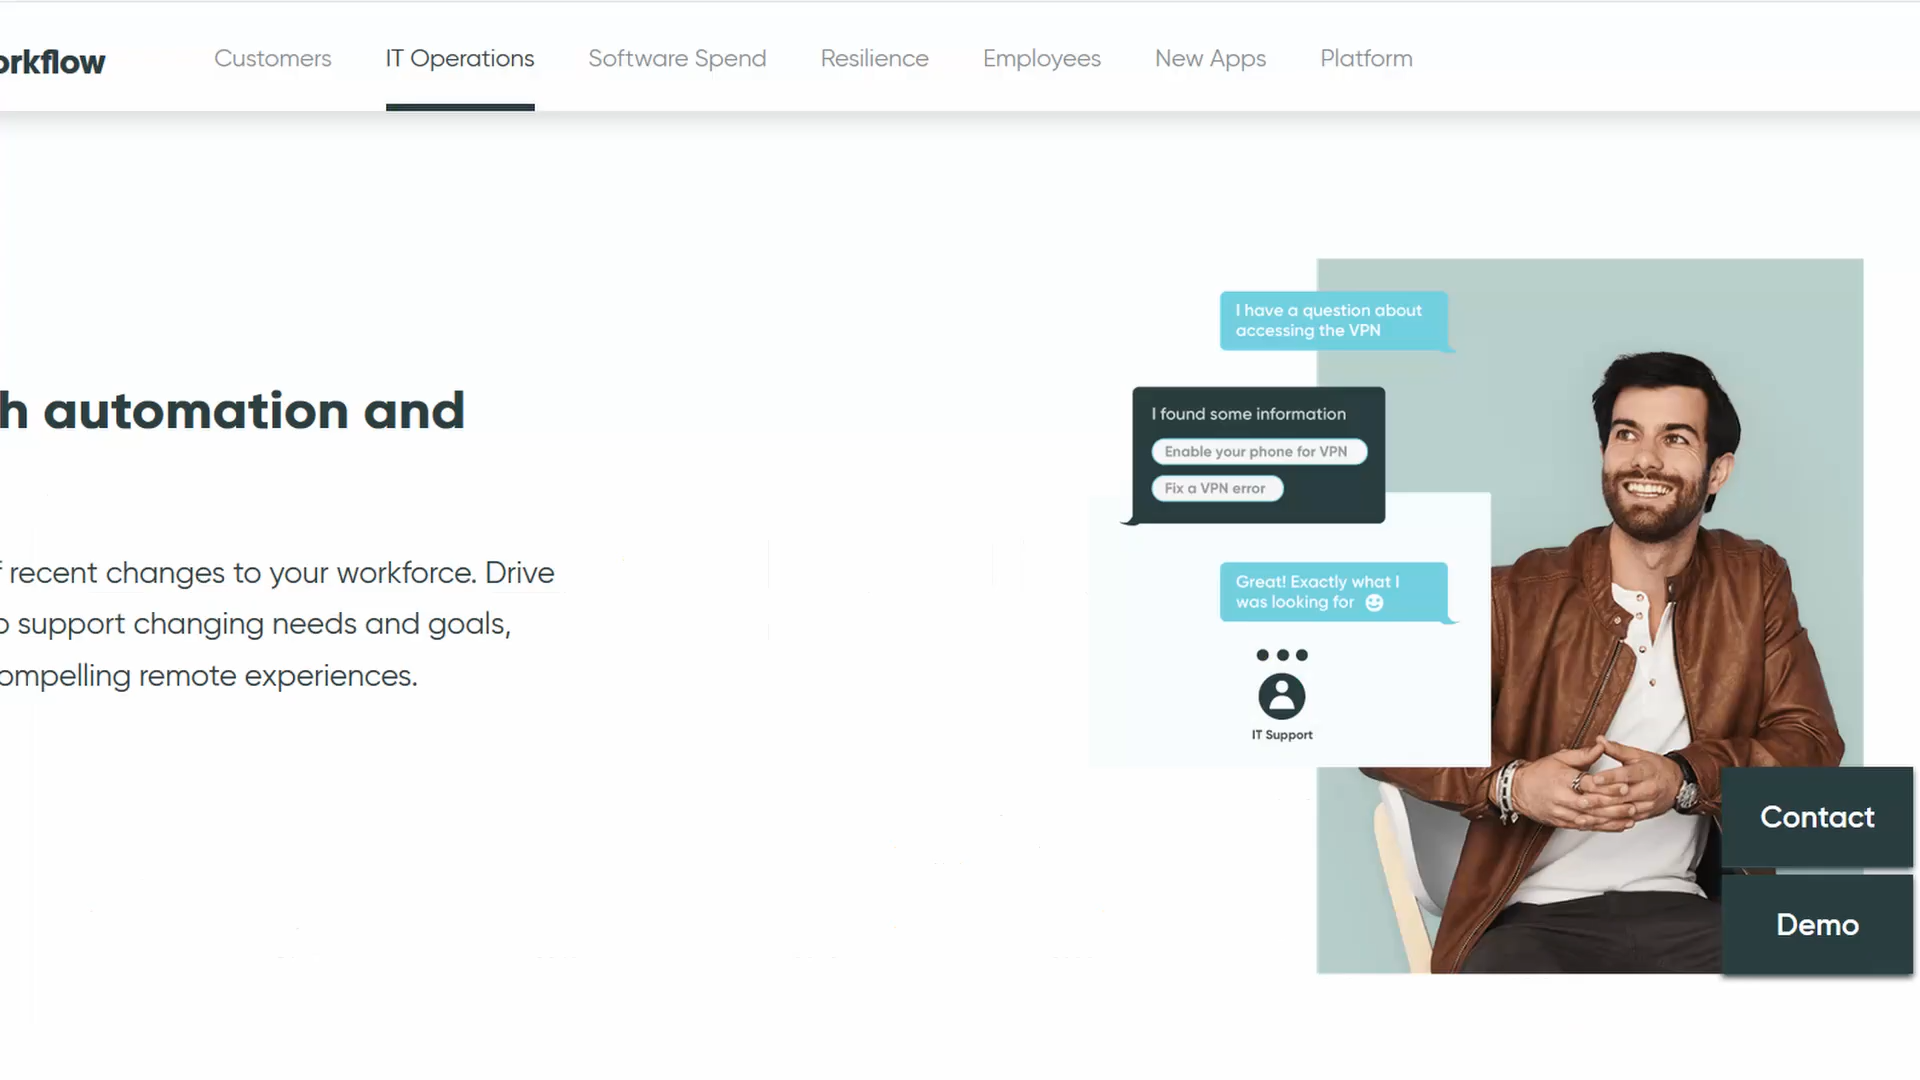 orkflow
Customers
IT Operations
Software Spend
Resilience
Employees
New Apps
Platform
h automation and
f recent changes to your workforce. Drive
o support changing needs and goals,
ompelling remote experiences.
I have a question about
accessing the VPN
I found some information
Enable your phone for VPN
Fix a VPN error
Great! Exactly what I
was looking for
IT Support
Contact
Demo